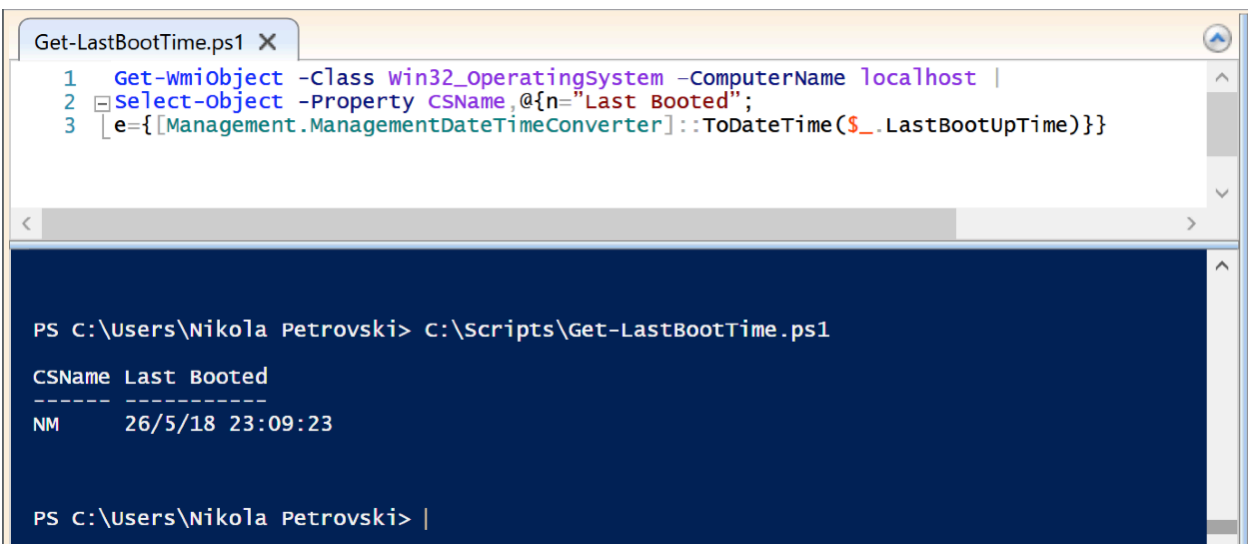 Get-LastBootTime.ps1
1 Get-WmiObject -Class Win32_OperatingSystem –ComputerName localhost |
2 Select-Object -Property CSName,@{n=”Last Booted”;
3 e={[Management.ManagementDateTimeConverter]::ToDateTime($_.LastBootUpTime)}}
PS C:\Users\Nikola Petrovski> C:\Scripts\Get-LastBootTime.ps1
CSName Last Booted
------ -----------
NM 26/5/18 23:09:23
PS C:\Users\Nikola Petrovski>